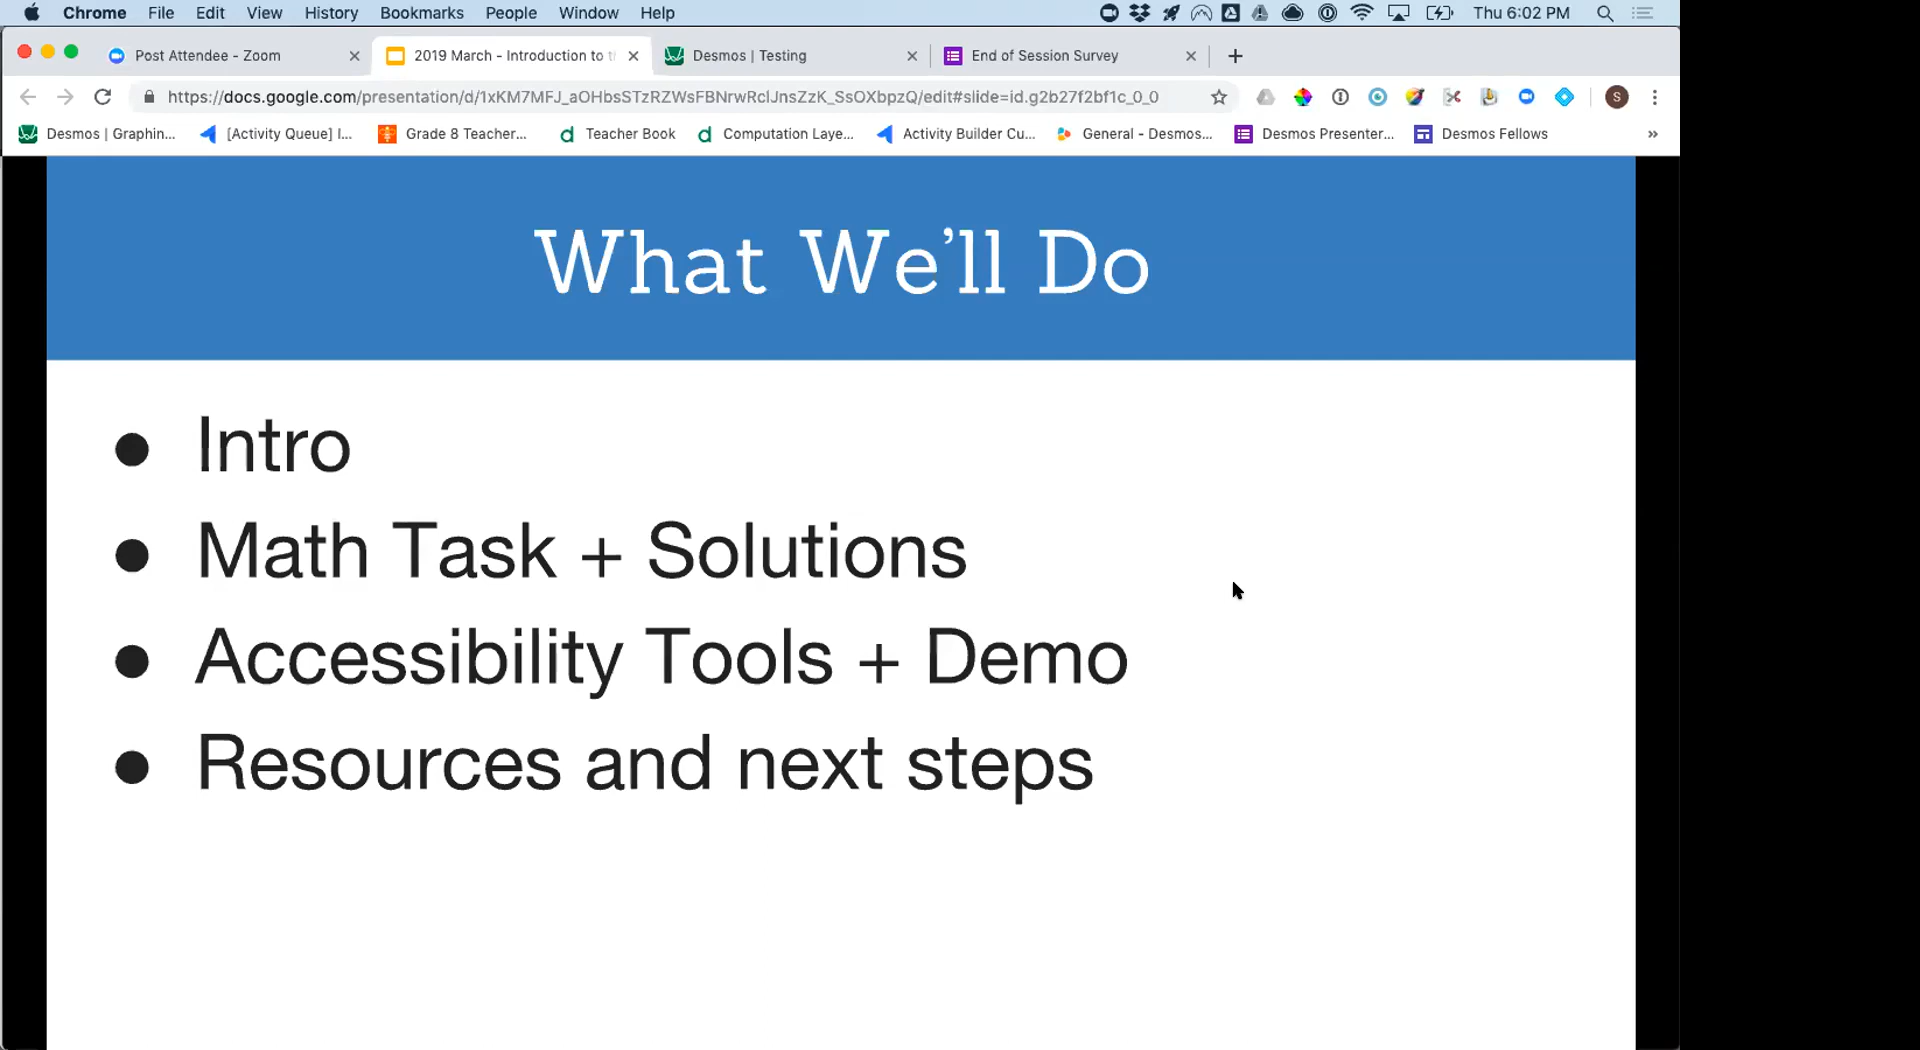 Chrome File Edit View History Bookmarks People Window Help Thu 6:02 PM
Post Attendee - Zoom 2019 March - Introduction to Desmos | Testing End of Session Survey
https://docs.google.com/presentation/d/1xKM7MFJ_aOHbsSTzRZWsFBNrwRclJnsZzK_SsOXbpzQ/edit#slide=id.g2b27f2bf1c_0_0 S
Desmos | Graphin... [Activity Queue] I... Grade 8 Teacher... Teacher Book Computation Laye... Activity Builder Cu... General - Desmos... Desmos Presenter... Desmos Fellows »
What We’ll Do
● Intro
● Math Task + Solutions
● Accessibility Tools + Demo
● Resources and next steps